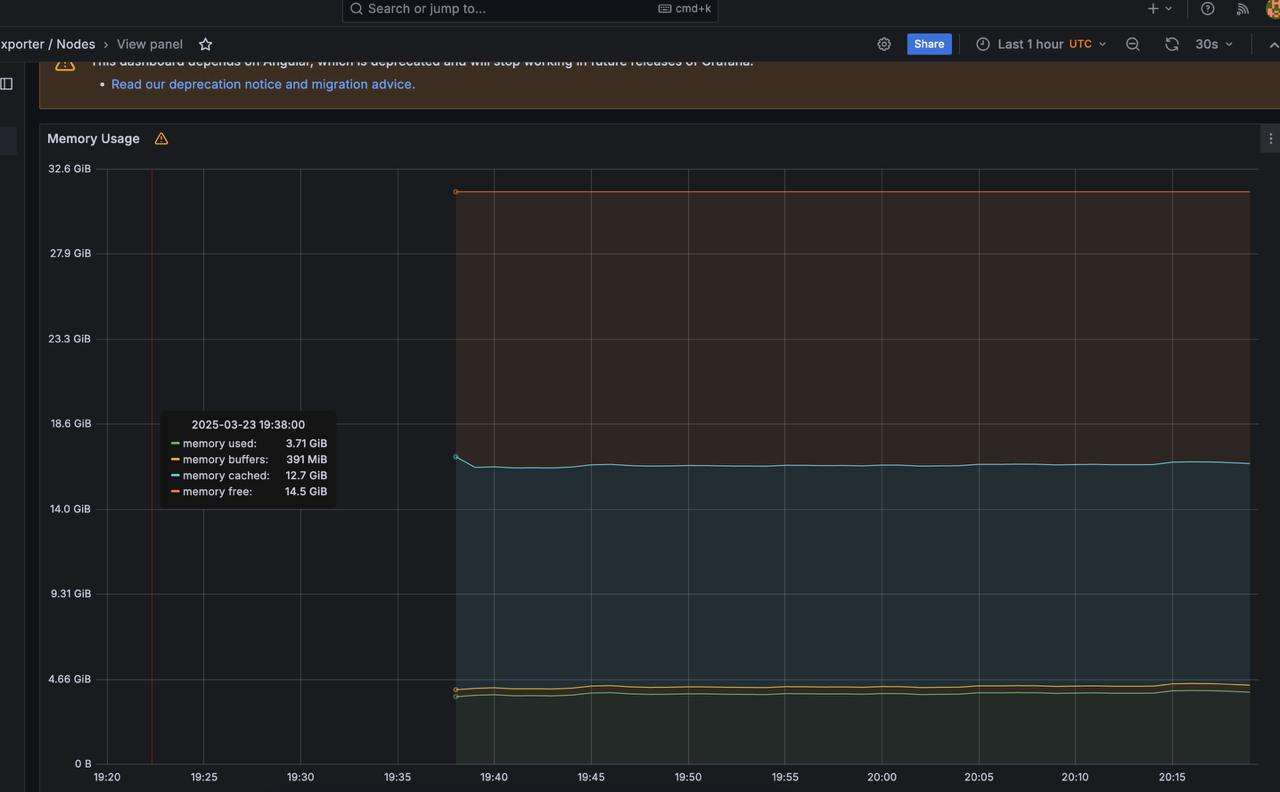 Search or jump to... cmd+k
xporter / Nodes › View panel Share Last 1 hour UTC 30s
This dashboard depends on Angular, which is deprecated and will stop working in future releases of Grafana.
• Read our deprecation notice and migration advice.
Memory Usage
32.6 GiB
27.9 GiB
23.3 GiB
18.6 GiB
2025-03-23 19:38:00
memory used: 3.71 GiB
memory buffers: 391 MiB
memory cached: 12.7 GiB
memory free: 14.5 GiB
14.0 GiB
9.31 GiB
4.66 GiB
0 B
19:20 19:25 19:30 19:35 19:40 19:45 19:50 19:55 20:00 20:05 20:10 20:15